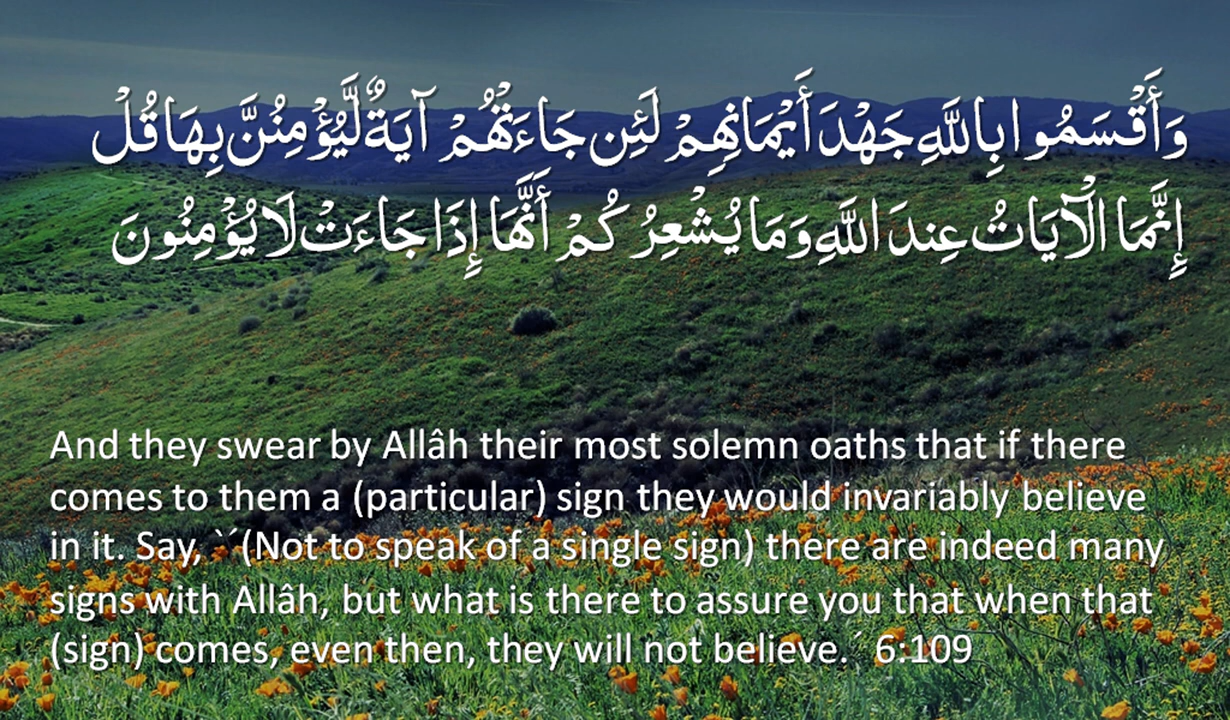 وَأَقْسَمُوا بِاللَّهِ جَهْدَ أَيْمَانِهِمْ لَئِن جَاءَتْهُمْ آيَةٌ لَّيُؤْمِنُنَّ بِهَا قُلْ
إِنَّمَا الْآيَاتُ عِندَ اللَّهِ وَمَا يُشْعِرُكُمْ أَنَّهَا إِذَا جَاءَتْ لَا يُؤْمِنُونَ
And they swear by Allâh their most solemn oaths that if there
comes to them a (particular) sign they would invariably believe
in it. Say, `´(Not to speak of a single sign) there are indeed many
signs with Allâh, but what is there to assure you that when that
(sign) comes, even then, they will not believe.´ 6:109